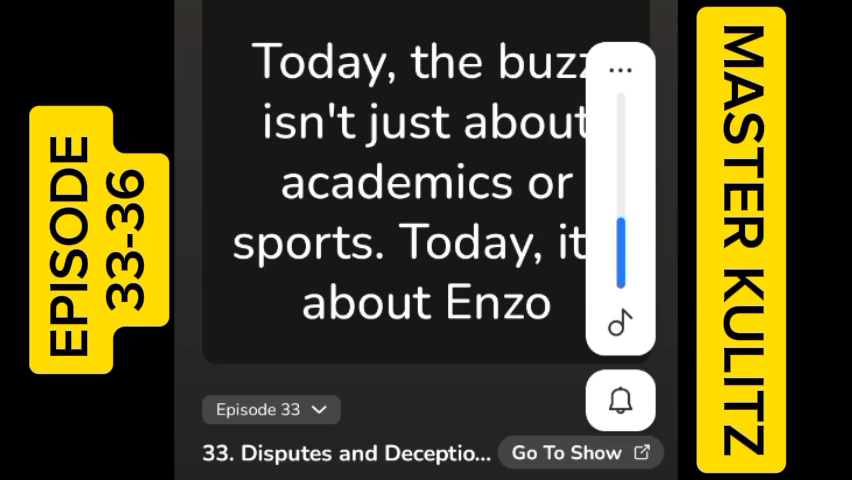 EPISODE
33-36
Today, the buzz
isn't just about
academics or
sports. Today, it
about Enzo
Episode 33
33. Disputes and Deceptio...
Go To Show
MASTER KULITZ